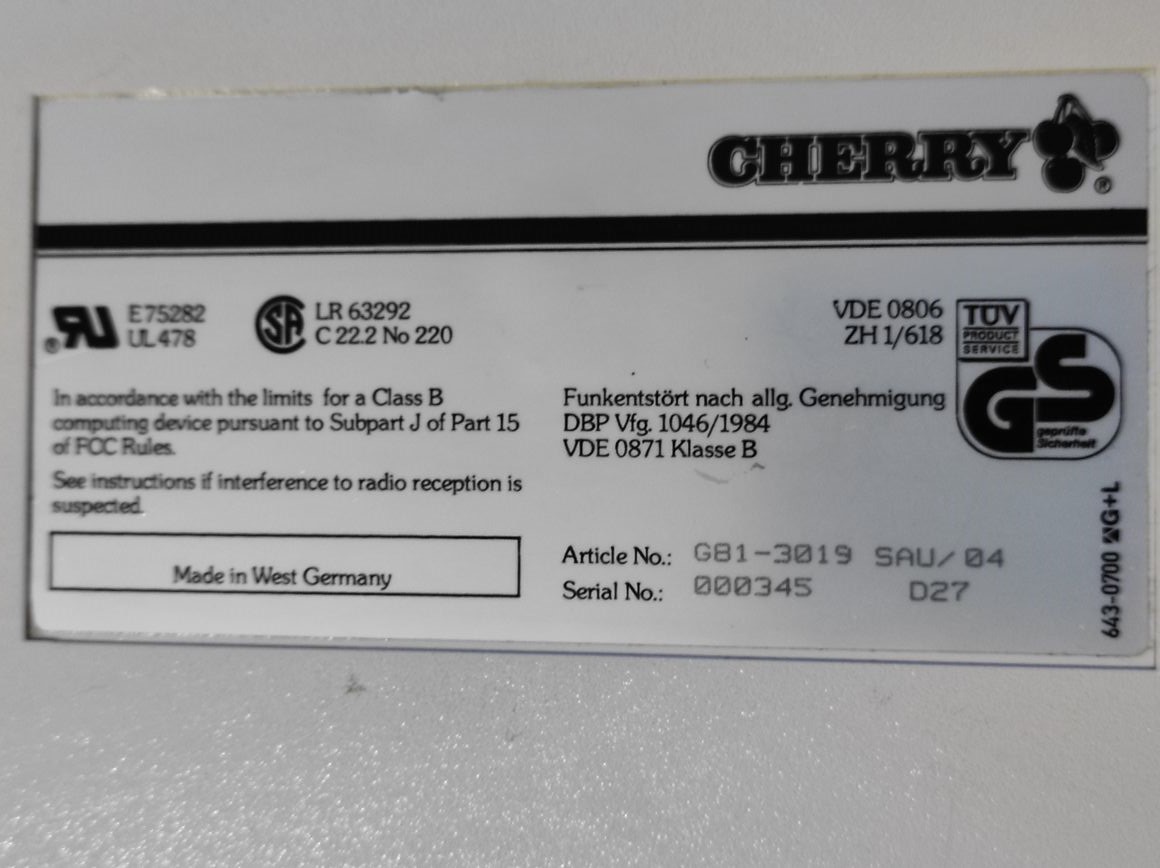 CHERRY ®
E75282
UL 478
LR 63292
C 22.2 No 220
VDE 0806
ZH 1/618
TÜV
PRODUCT
SERVICE
GS
geprüfte
Sicherheit
In accordance with the limits for a Class B
computing device pursuant to Subpart J of Part 15
of FCC Rules.
See instructions if interference to radio reception is
suspected.
Funkentstört nach allg. Genehmigung
DBP Vfg. 1046/1984
VDE 0871 Klasse B
Made in West Germany
Article No.: G81-3019 SAU/04
Serial No.: 000345 D27
643-0700 G+L